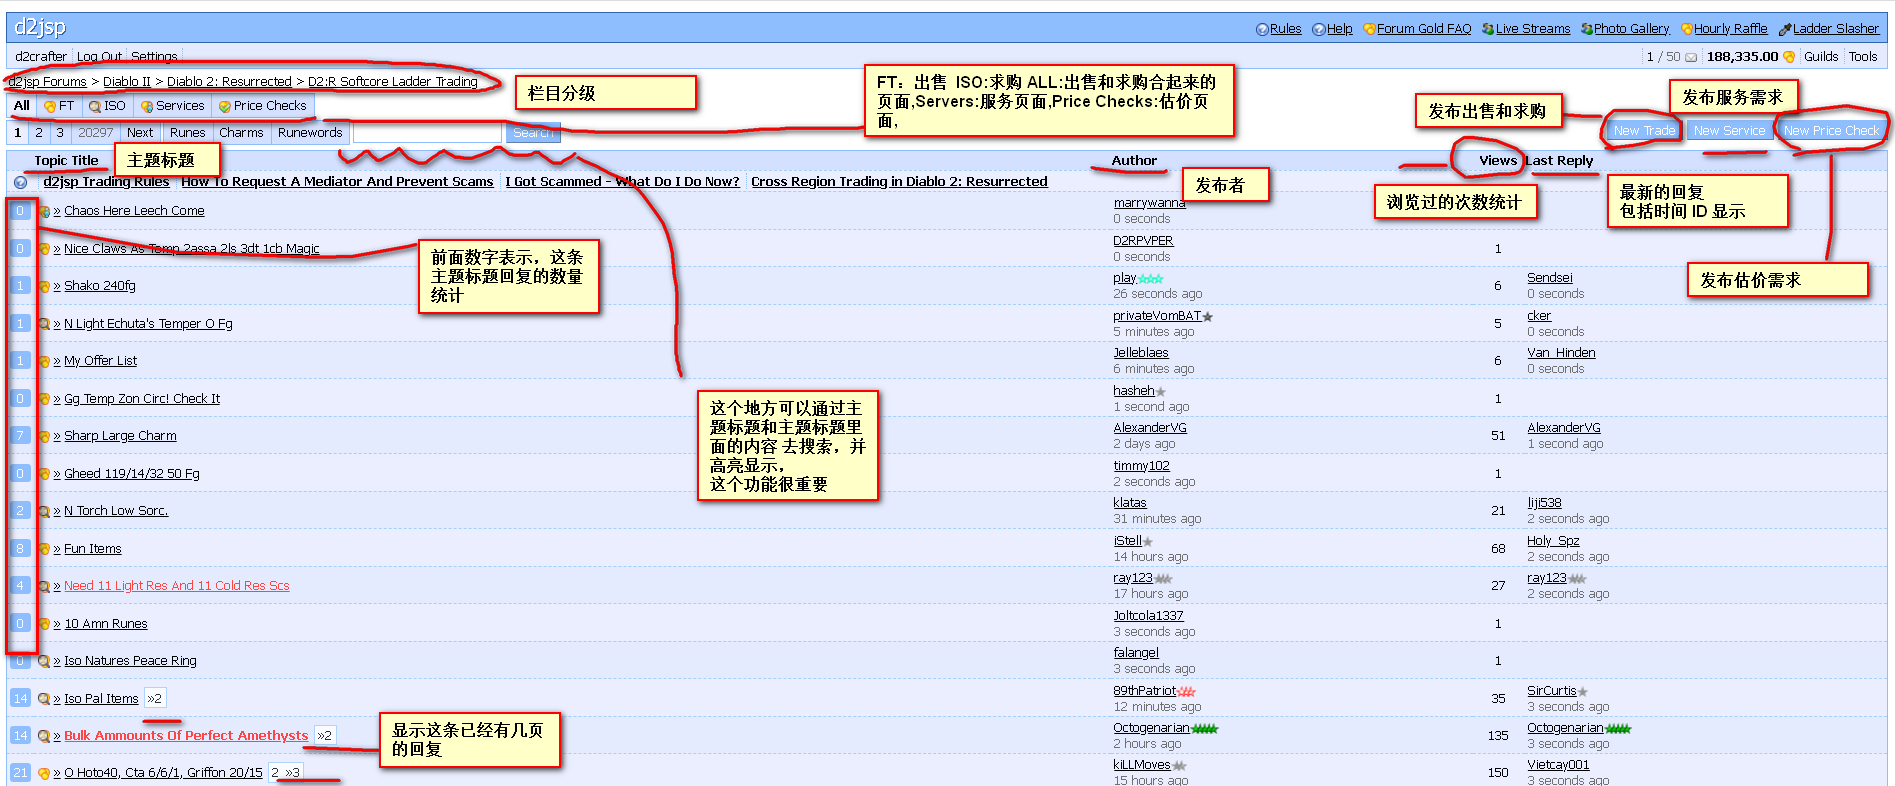 d2jsp
Rules Help Forum Gold FAQ Live Streams Photo Gallery Hourly Raffle Ladder Slasher
d2crafter Log Out Settings
1 / 50 188,335.00 Guilds Tools
d2jsp Forums > Diablo II > Diablo 2: Resurrected > D2:R Softcore Ladder Trading
栏目分级
FT：出售 ISO:求购 ALL:出售和求购合起来的
页面,Servers:服务页面,Price Checks:估价页
面,
发布出售和求购
发布服务需求
All FT ISO Services Price Checks
1 2 3 20297 Next Runes Charms Runewords Search
New Trade New Service New Price Check
Topic Title Author Views Last Reply
主题标题
发布者
浏览过的次数统计
最新的回复
包括时间 ID 显示
发布估价需求
d2jsp Trading Rules How To Request A Mediator And Prevent Scams I Got Scammed - What Do I Do Now? Cross Region Trading in Diablo 2: Resurrected
0 » Chaos Here Leech Come marrywanna
0 seconds
0 » Nice Claws As Temp 2assa 2ls 3dt 1cb Magic D2RPVPER 1
0 seconds
前面数字表示，这条
主题标题回复的数量
统计
1 » Shako 240fg play 6 Sendsei
26 seconds ago 0 seconds
1 » N Light Echuta's Temper O Fg privateVomBAT 5 cker
5 minutes ago 0 seconds
1 » My Offer List Jelleblaes 6 Van_Hinden
6 minutes ago 0 seconds
0 » Gg Temp Zon Circ! Check It hasheh 1
1 second ago
这个地方可以通过主
题标题和主题标题里
面的内容 去搜索，并
高亮显示，
这个功能很重要
7 » Sharp Large Charm AlexanderVG 51 AlexanderVG
2 days ago 1 second ago
0 » Gheed 119/14/32 50 Fg timmy102 1
2 seconds ago
2 » N Torch Low Sorc. klatas 21 liji538
31 minutes ago 2 seconds ago
8 » Fun Items iStell 68 Holy_Spz
14 hours ago 2 seconds ago
4 » Need 11 Light Res And 11 Cold Res Scs ray123 27 ray123
17 hours ago 2 seconds ago
0 » 10 Amn Runes Joltcola1337 1
3 seconds ago
0 » Iso Natures Peace Ring falangel 1
3 seconds ago
14 » Iso Pal Items »2 89thPatriot 35 SirCurtis
12 minutes ago 3 seconds ago
14 » Bulk Ammounts Of Perfect Amethysts »2 Octogenarian 135 Octogenarian
2 hours ago 3 seconds ago
显示这条已经有几页
的回复
21 » O Hoto40, Cta 6/6/1, Griffon 20/15 2 »3 kiLLMoves 150 Vietcay001
15 hours ago 3 seconds ago